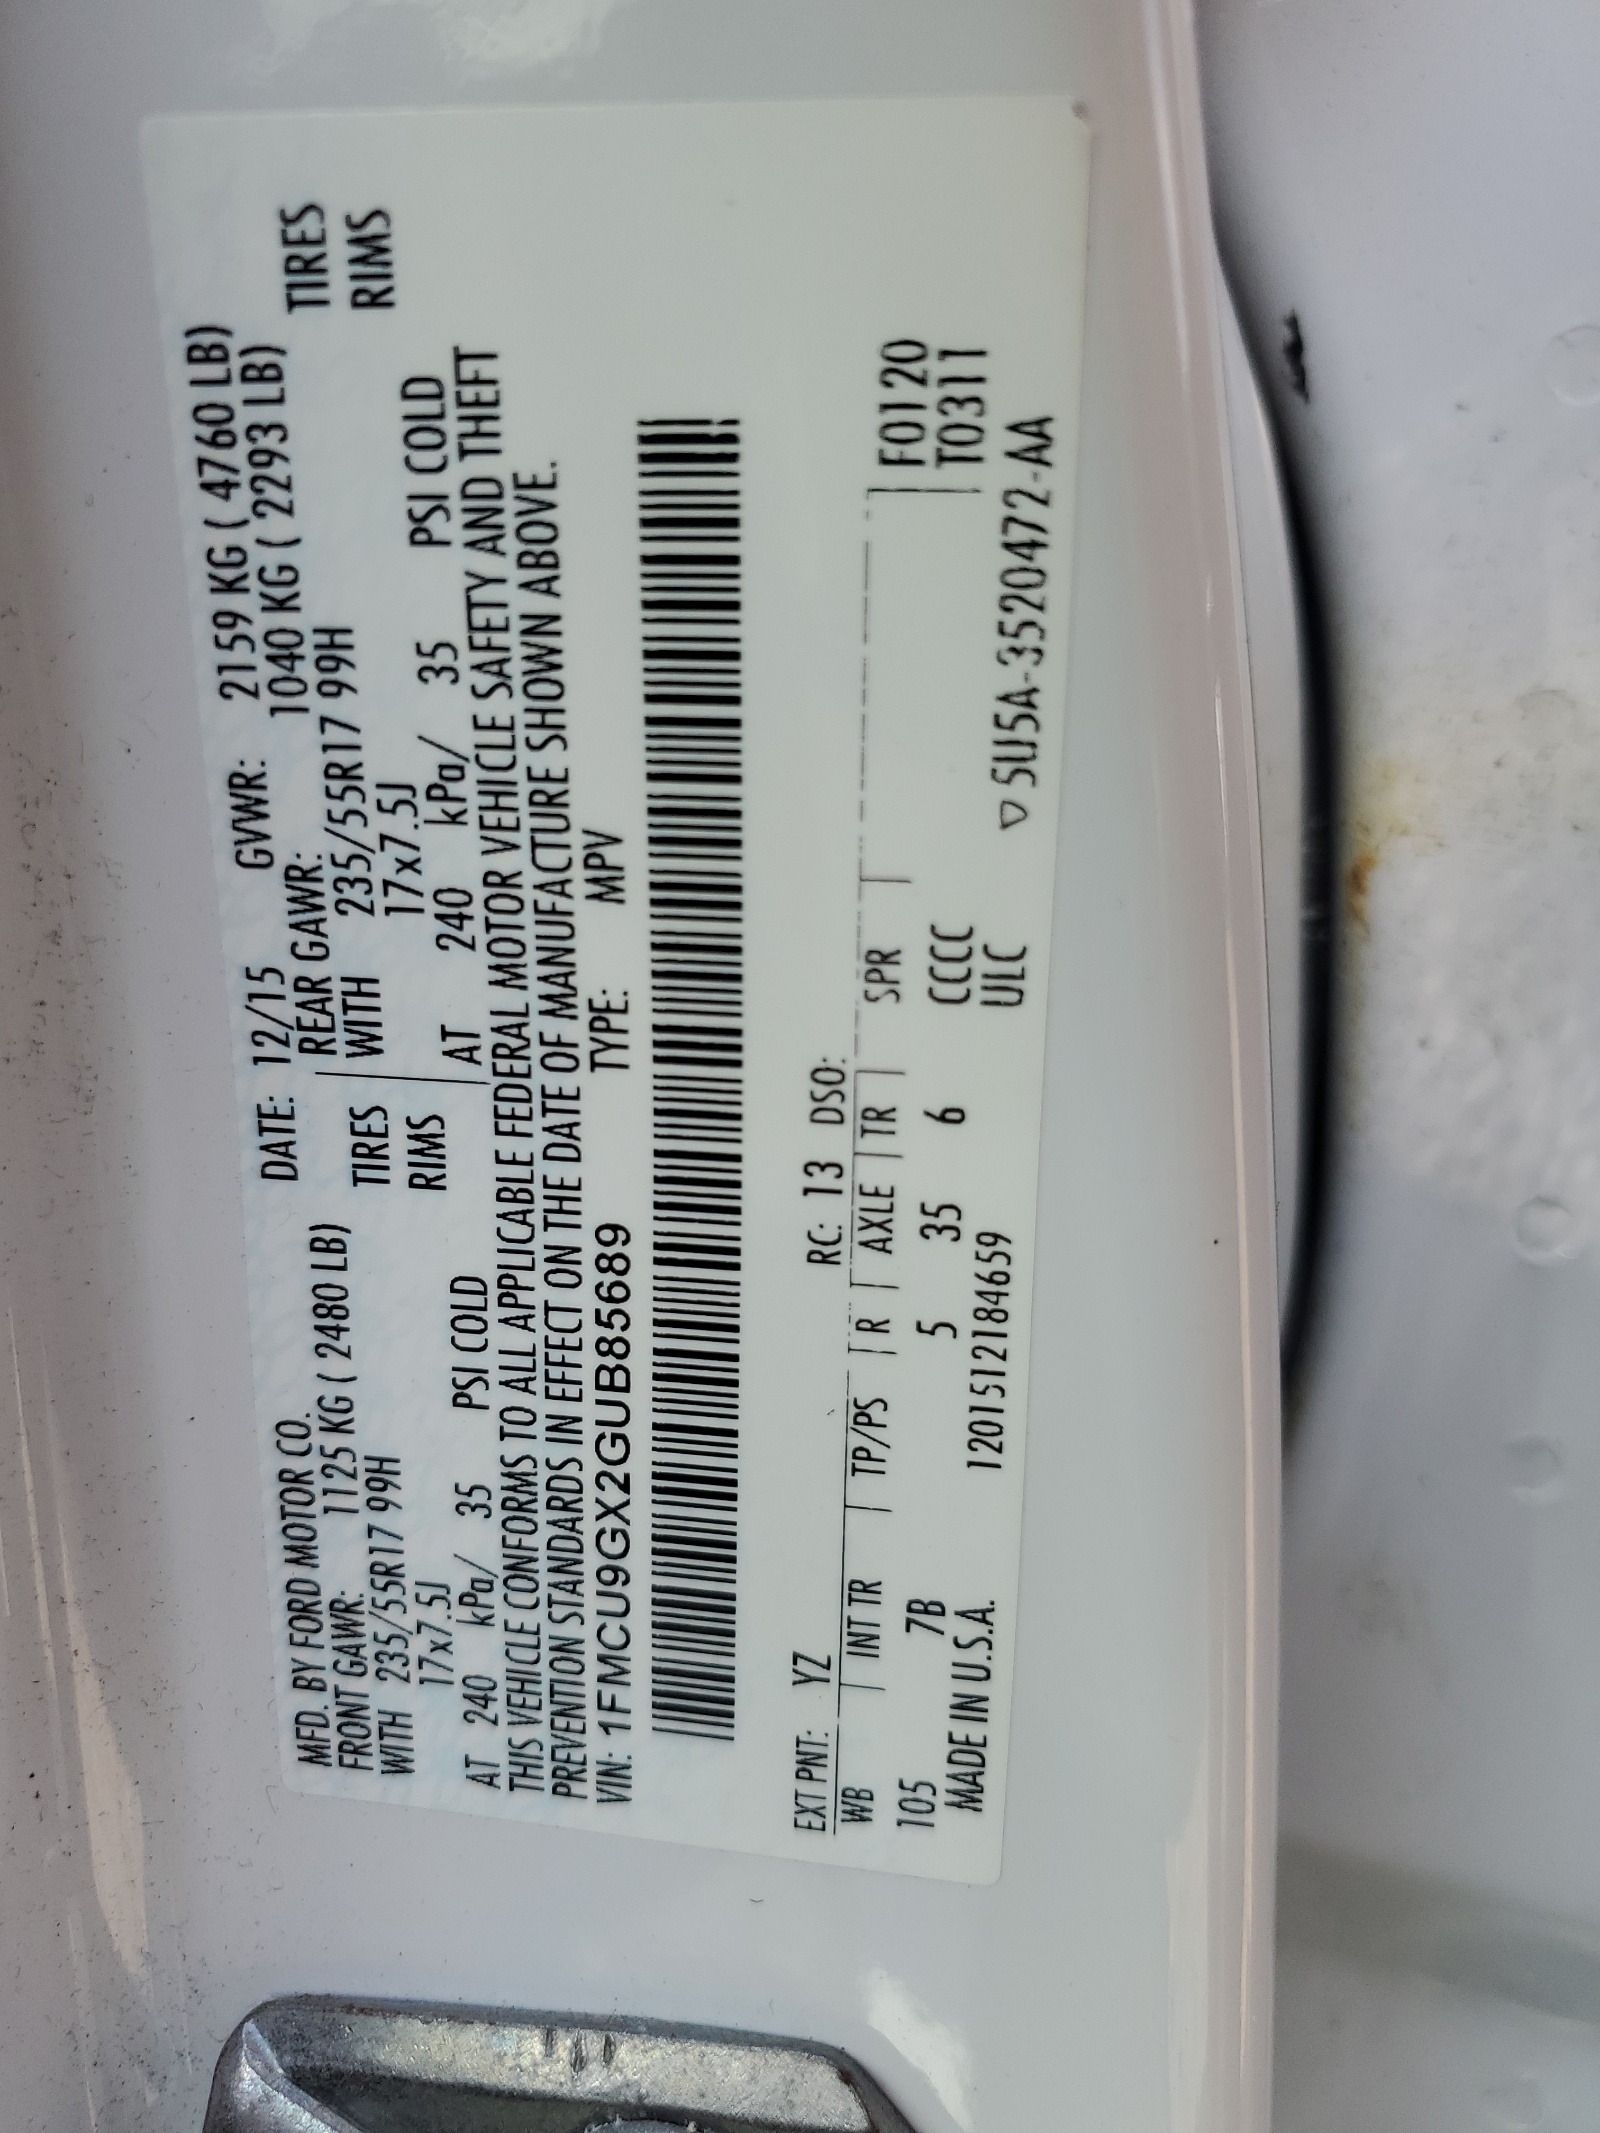 MFD. BY FORD MOTOR CO. DATE: 12/15 GVWR: 2159 KG ( 4760 LB)
FRONT GAWR: 1125 KG ( 2480 LB) REAR GAWR: 1040 KG ( 2293 LB)
WITH 235/55R17 99H TIRES WITH 235/55R17 99H TIRES
17x7.5J RIMS 17x7.5J RIMS
AT 240 kPa/ 35 PSI COLD AT 240 kPa/ 35 PSI COLD
THIS VEHICLE CONFORMS TO ALL APPLICABLE FEDERAL MOTOR VEHICLE SAFETY AND THEFT
PREVENTION STANDARDS IN EFFECT ON THE DATE OF MANUFACTURE SHOWN ABOVE.
VIN: 1FMCU9GX2GUB85689 TYPE: MPV
EXT PNT: YZ RC: 13 DSO:
WB INT TR TP/PS R AXLE TR SPR F0120
105 7B 5 35 6 CCCC T0311
MADE IN U.S.A. 1201512184659 ULC ▽5U5A-3520472-AA